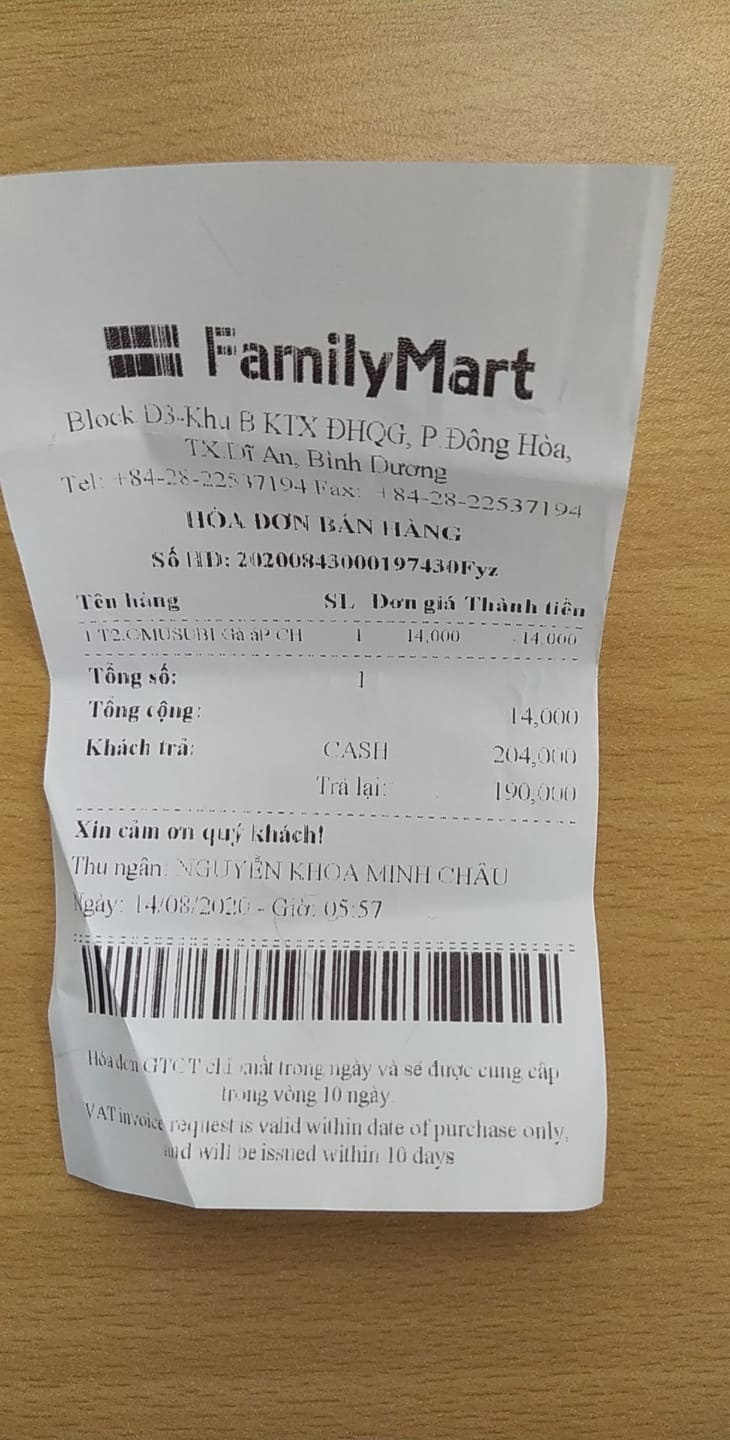 FamilyMart
Block D3-Khu B KTX ĐHQG, P.Đông Hòa,
TX.Dĩ An, Bình Dương
Tel: +84-28-22537194 Fax: +84-28-22537194
HÓA ĐƠN BÁN HÀNG
Số HĐ: 20200843000197430Fyz
Tên hàng SL Đơn giá Thành tiền
1 T2.OMUSUBI Gà áP CH 1 14,000 14,000
Tổng số: 1
Tổng cộng: 14,000
Khách trả: CASH 204,000
Trả lại: 190,000
Xin cảm ơn quý khách!
Thu ngân: NGUYỄN KHOA MINH CHÂU
Ngày: 14/08/2020 - Giờ: 05:57
Hóa đơn GTGT chỉ xuất trong ngày và sẽ được cung cấp
trong vòng 10 ngày
VAT invoice request is valid within date of purchase only,
and will be issued within 10 days